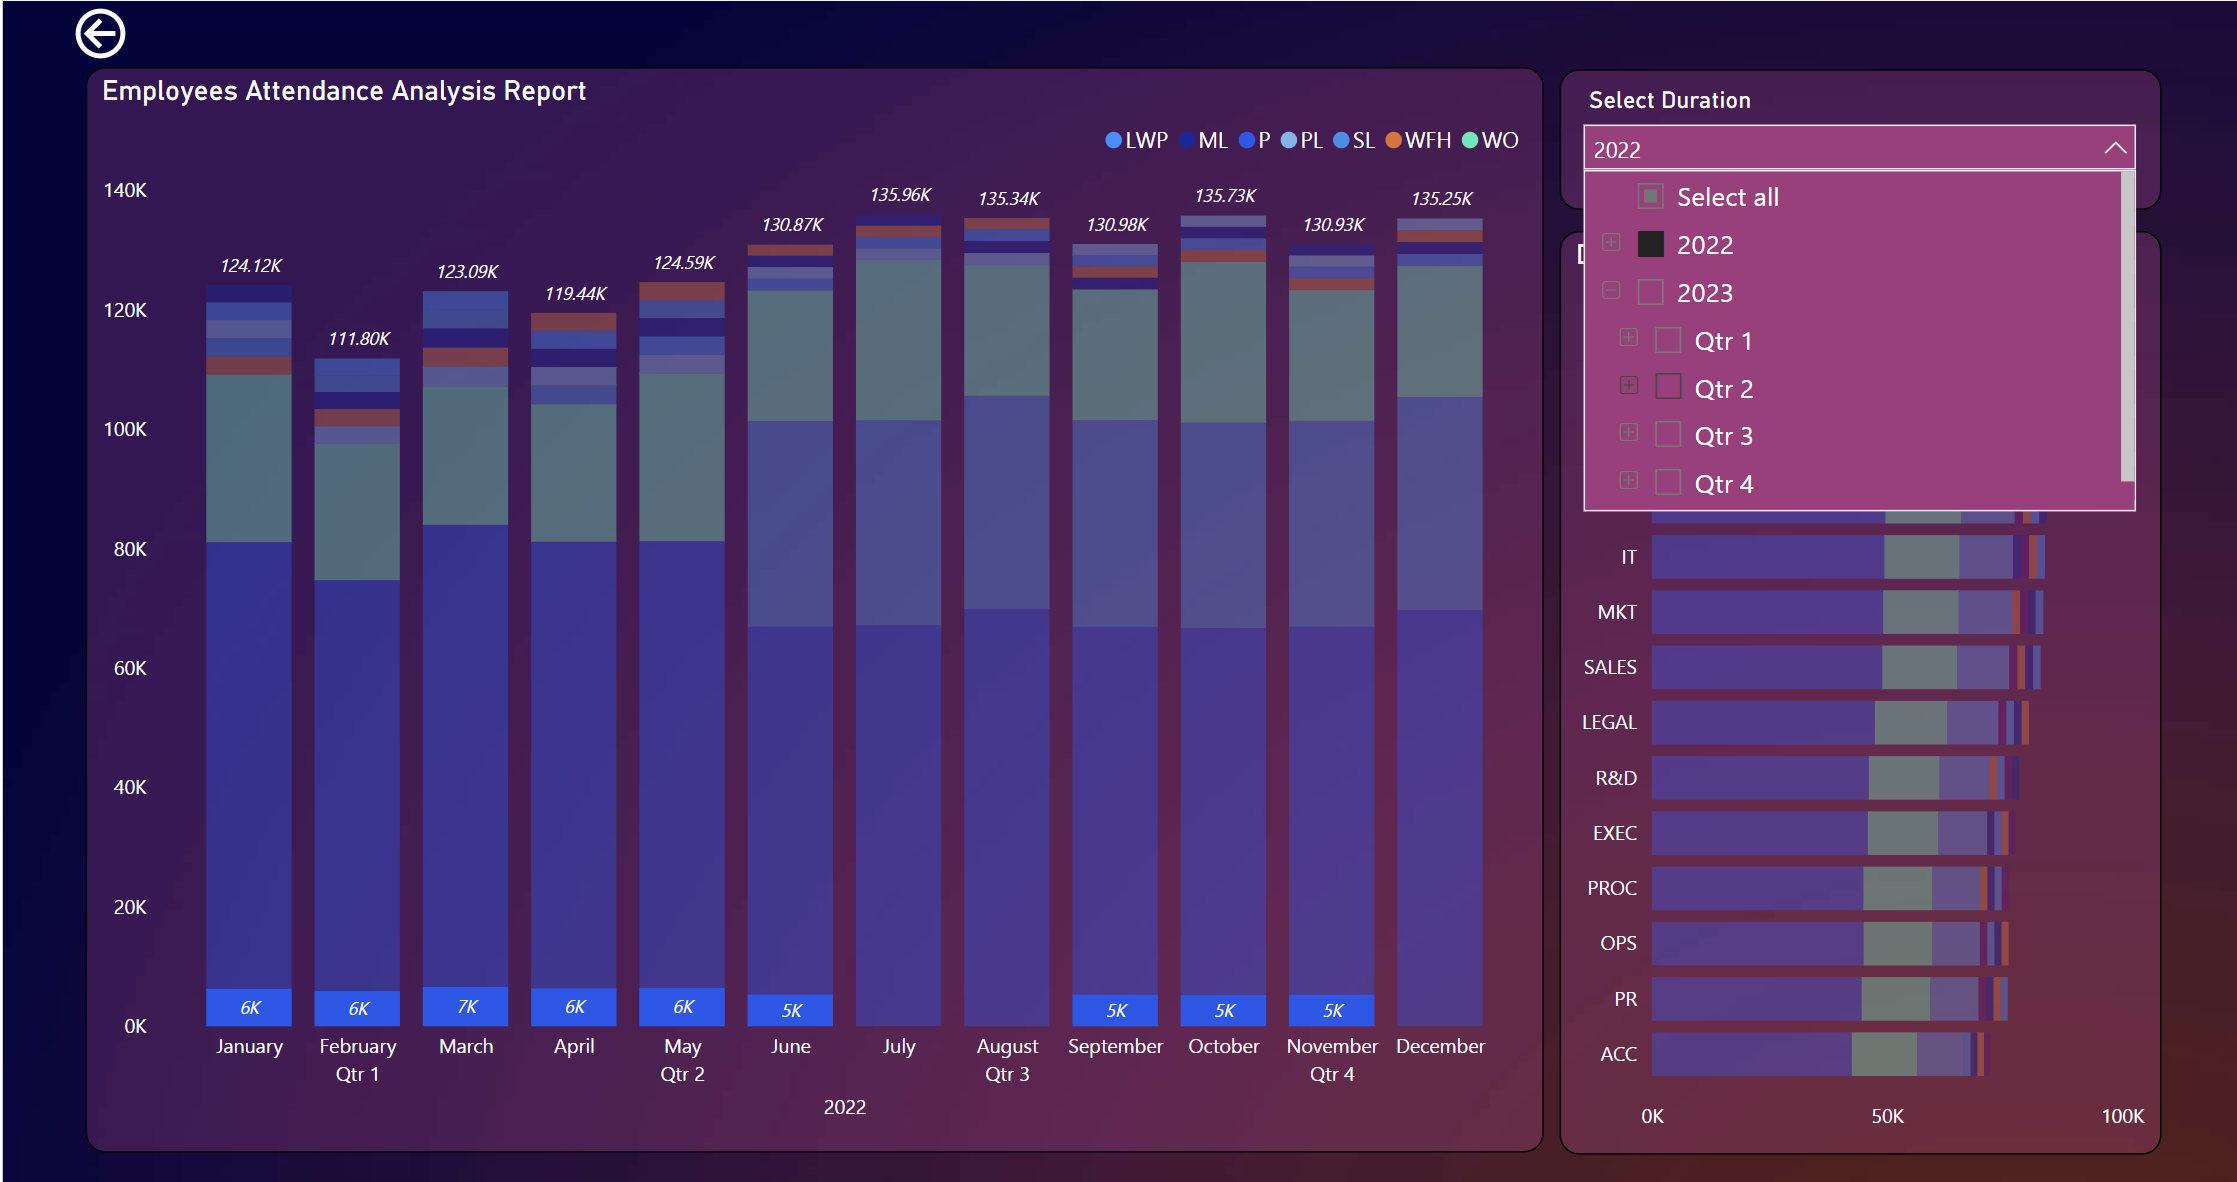 Employees Attendance Analysis Report
LWP ML P PL SL WFH WO
140K
120K
100K
80K
60K
40K
20K
0K
124.12K
111.80K
123.09K
119.44K
124.59K
130.87K
135.96K
135.34K
130.98K
135.73K
130.93K
135.25K
6K 6K 7K 6K 6K 5K 5K 5K 5K
January February March April May June July August September October November December
Qtr 1 Qtr 2 Qtr 3 Qtr 4
2022
Select Duration
2022
Select all
2022
2023
Qtr 1
Qtr 2
Qtr 3
Qtr 4
IT
MKT
SALES
LEGAL
R&D
EXEC
PROC
OPS
PR
ACC
0K 50K 100K